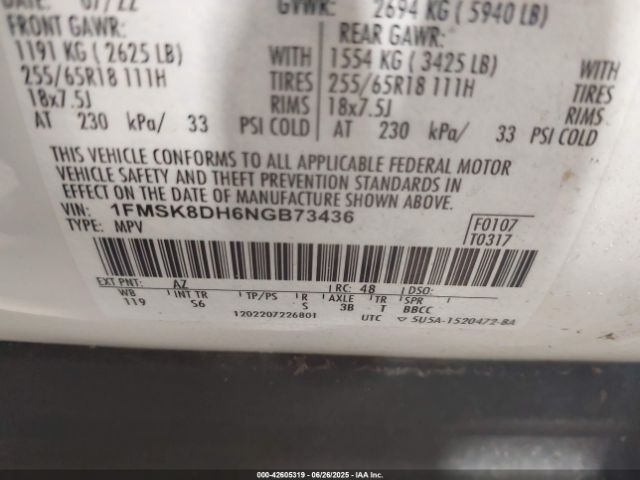 DATE: 07/22 GVWR: 2694 KG ( 5940 LB)
FRONT GAWR: REAR GAWR:
1191 KG ( 2625 LB) WITH 1554 KG ( 3425 LB) WITH
255/65R18 111H TIRES 255/65R18 111H TIRES
18x7.5J RIMS 18x7.5J RIMS
AT 230 kPa/ 33 PSI COLD AT 230 kPa/ 33 PSI COLD
THIS VEHICLE CONFORMS TO ALL APPLICABLE FEDERAL MOTOR
VEHICLE SAFETY AND THEFT PREVENTION STANDARDS IN
EFFECT ON THE DATE OF MANUFACTURE SHOWN ABOVE.
VIN: 1FMSK8DH6NGB73436 F0107
TYPE: MPV T0317
EXT PNT: AZ RC: 48 DSO:
WB INT TR TP/PS R AXLE TR SPR
119 S6 S 3B T BBCC
1202207226801 UTC ▽ SU5A-1520472-BA
000-42605319 | 06/26/2025 | IAA Inc.